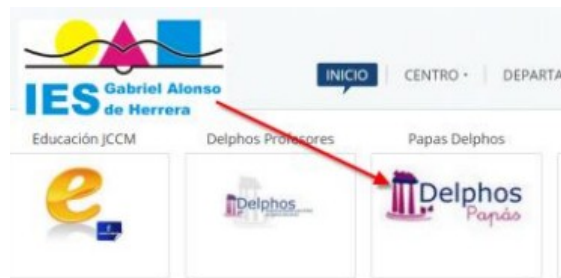 IES Gabriel Alonso
de Herrera
INICIO CENTRO DEPARTA
Educación JCCM Delphos Profesores Papas Delphos
e
Delphos
Delphos
Papás